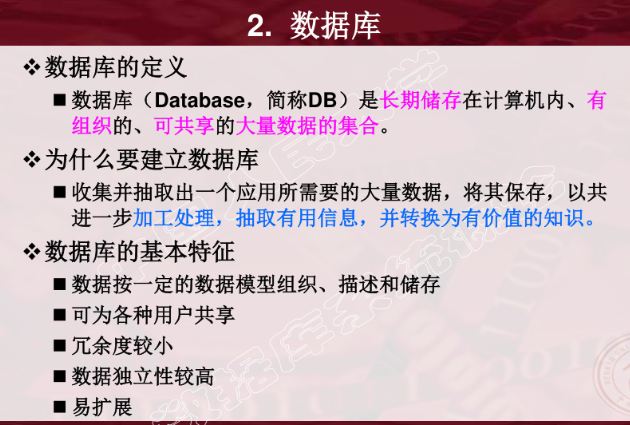 2. 数据库
❖数据库的定义
■ 数据库（Database，简称DB）是长期储存在计算机内、有
组织的、可共享的大量数据的集合。
❖为什么要建立数据库
■ 收集并抽取出一个应用所需要的大量数据，将其保存，以共
进一步加工处理，抽取有用信息，并转换为有价值的知识。
❖数据库的基本特征
■ 数据按一定的数据模型组织、描述和储存
■ 可为各种用户共享
■ 冗余度较小
■ 数据独立性较高
■ 易扩展